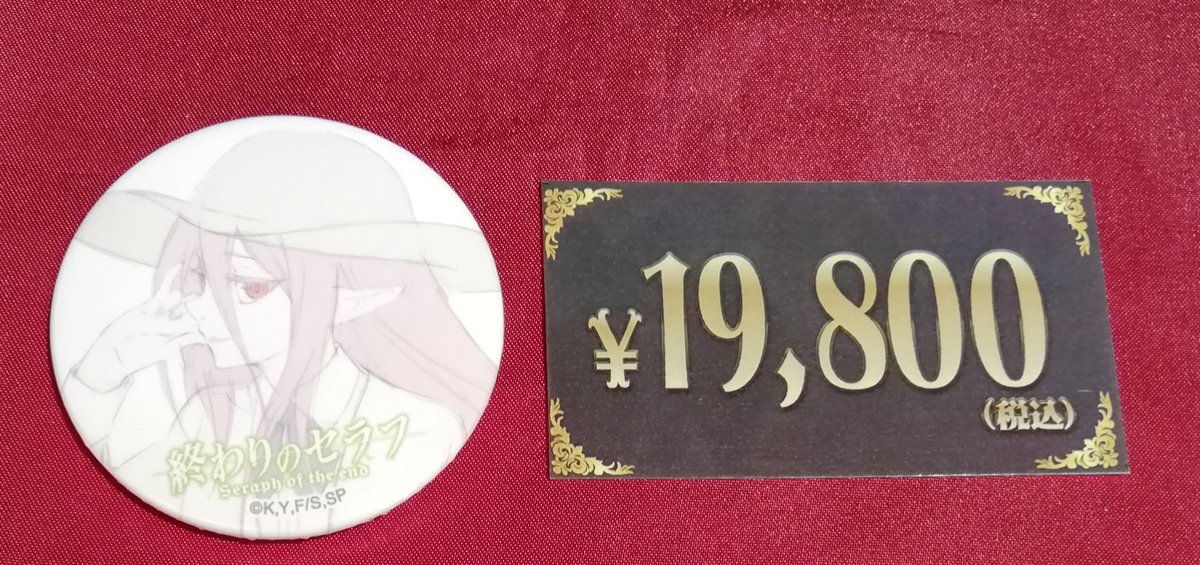 終わりのセラフ
Seraph of the end
©K,Y,F/S,SP
¥19,800
(税込)